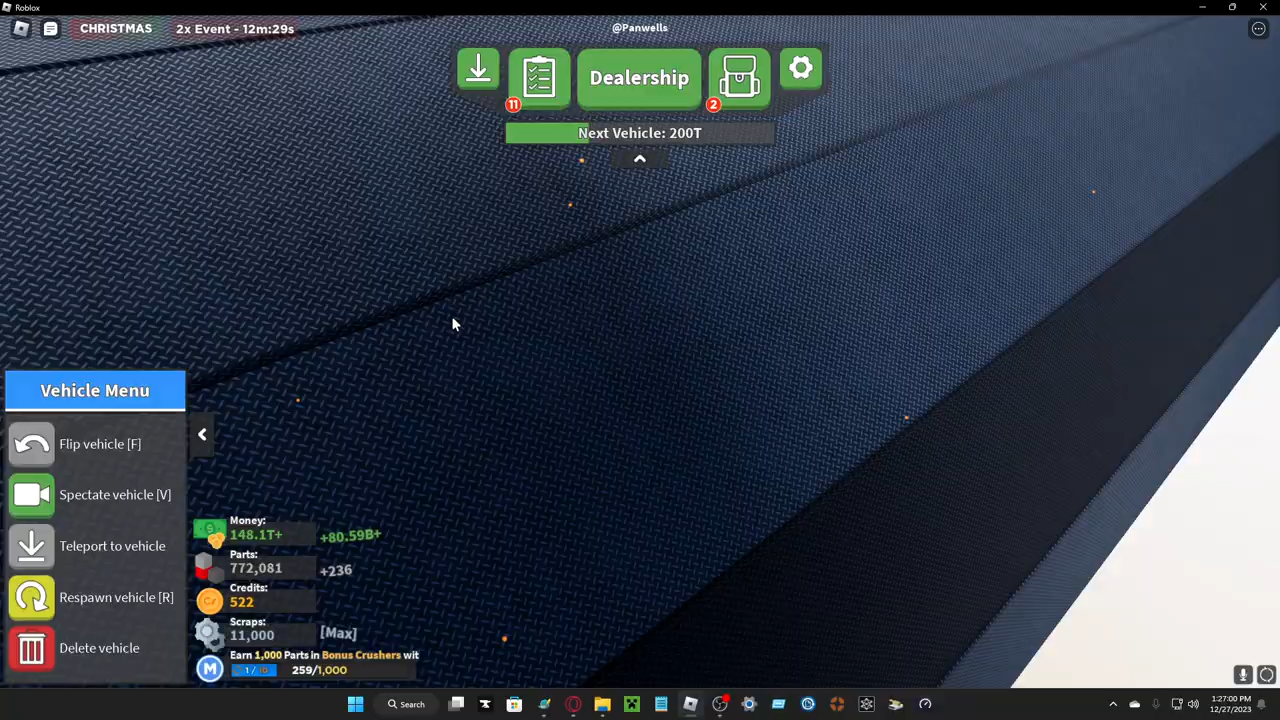 Roblox
CHRISTMAS
2x Event - 12m:29s
@Panwells
Dealership
11
2
Next Vehicle: 200T
Vehicle Menu
Flip vehicle [F]
Spectate vehicle [V]
Teleport to vehicle
Respawn vehicle [R]
Delete vehicle
Money:
148.1T+ +80.59B+
Parts:
772,081 +236
Credits:
Cr 522
Scraps:
11,000 [Max]
Earn 1,000 Parts in Bonus Crushers wit
M 1/10 259/1,000
Search
1:27:00 PM
12/27/2023